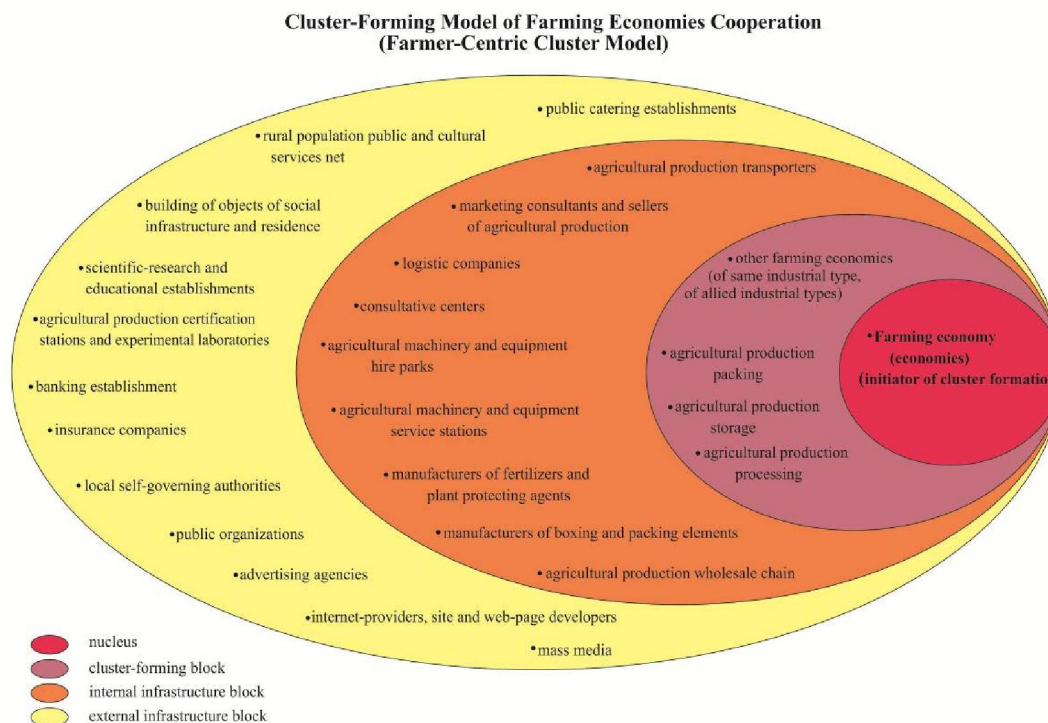 Cluster-Forming Model of Farming Economies Cooperation
(Farmer-Centric Cluster Model)
• public catering establishments
• rural population public and cultural
services net
• agricultural production transporters
• building of objects of social
infrastructure and residence
• marketing consultants and sellers
of agricultural production
• scientific-research and
educational establishments
• logistic companies
• other farming economies
(of same industrial type,
of allied industrial types)
• consultative centers
• agricultural production certification
stations and experimental laboratories
• agricultural machinery and equipment
hire parks
• Farming economy
(economies)
(initiator of cluster formatio
• agricultural production
packing
• banking establishment
• agricultural machinery and equipment
service stations
• agricultural production
storage
• insurance companies
• agricultural production
processing
• local self-governing authorities
• manufacturers of fertilizers and
plant protecting agents
• public organizations
• manufacturers of boxing and packing elements
• advertising agencies
• agricultural production wholesale chain
• internet-providers, site and web-page developers
• mass media
nucleus
cluster-forming block
internal infrastructure block
external infrastructure block